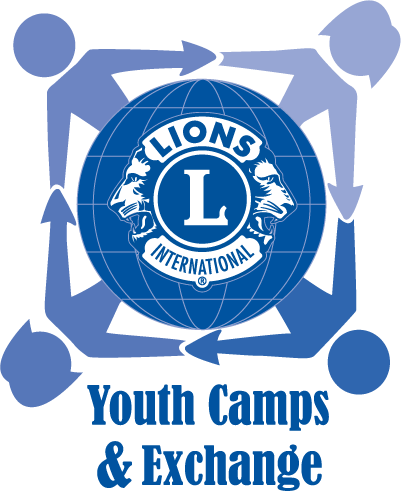 LIONS
L
INTERNATIONAL
®
Youth Camps
& Exchange